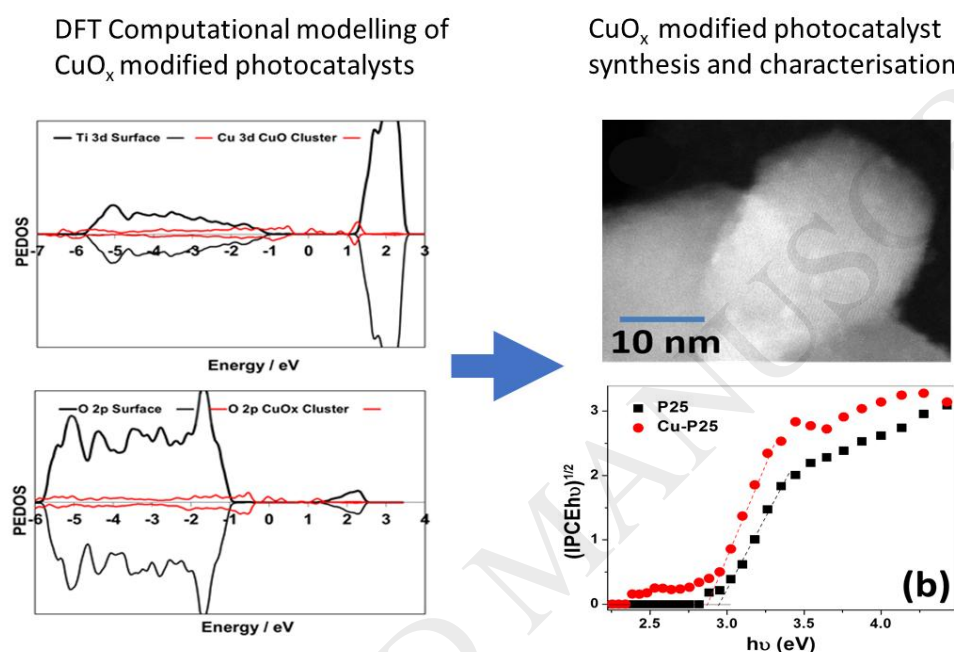 DFT Computational modelling of
CuOₓ modified photocatalysts
CuOₓ modified photocatalyst
synthesis and characterisation
Ti 3d Surface
Cu 3d CuO Cluster
PEDOS
-7 -6 -5 -4 -3 -2 -1 0 1 2 3
Energy / eV
O 2p Surface
O 2p CuOx Cluster
PEDOS
-6 -5 -4 -3 -2 -1 0 1 2 3 4
Energy / eV
10 nm
P25
Cu-P25
(IPCEhυ)^1/2
3
2
1
0
2.5 3.0 3.5 4.0
hυ (eV)
(b)